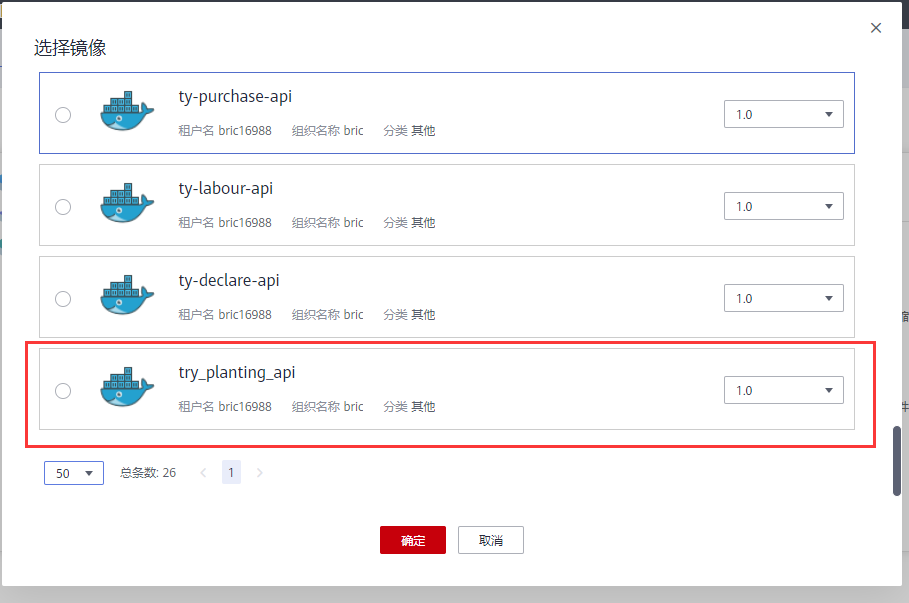 选择镜像
ty-purchase-api
租户名 bric16988 组织名称 bric 分类 其他
1.0
ty-labour-api
租户名 bric16988 组织名称 bric 分类 其他
1.0
ty-declare-api
租户名 bric16988 组织名称 bric 分类 其他
1.0
try_planting_api
租户名 bric16988 组织名称 bric 分类 其他
1.0
50 总条数: 26 1
确定 取消